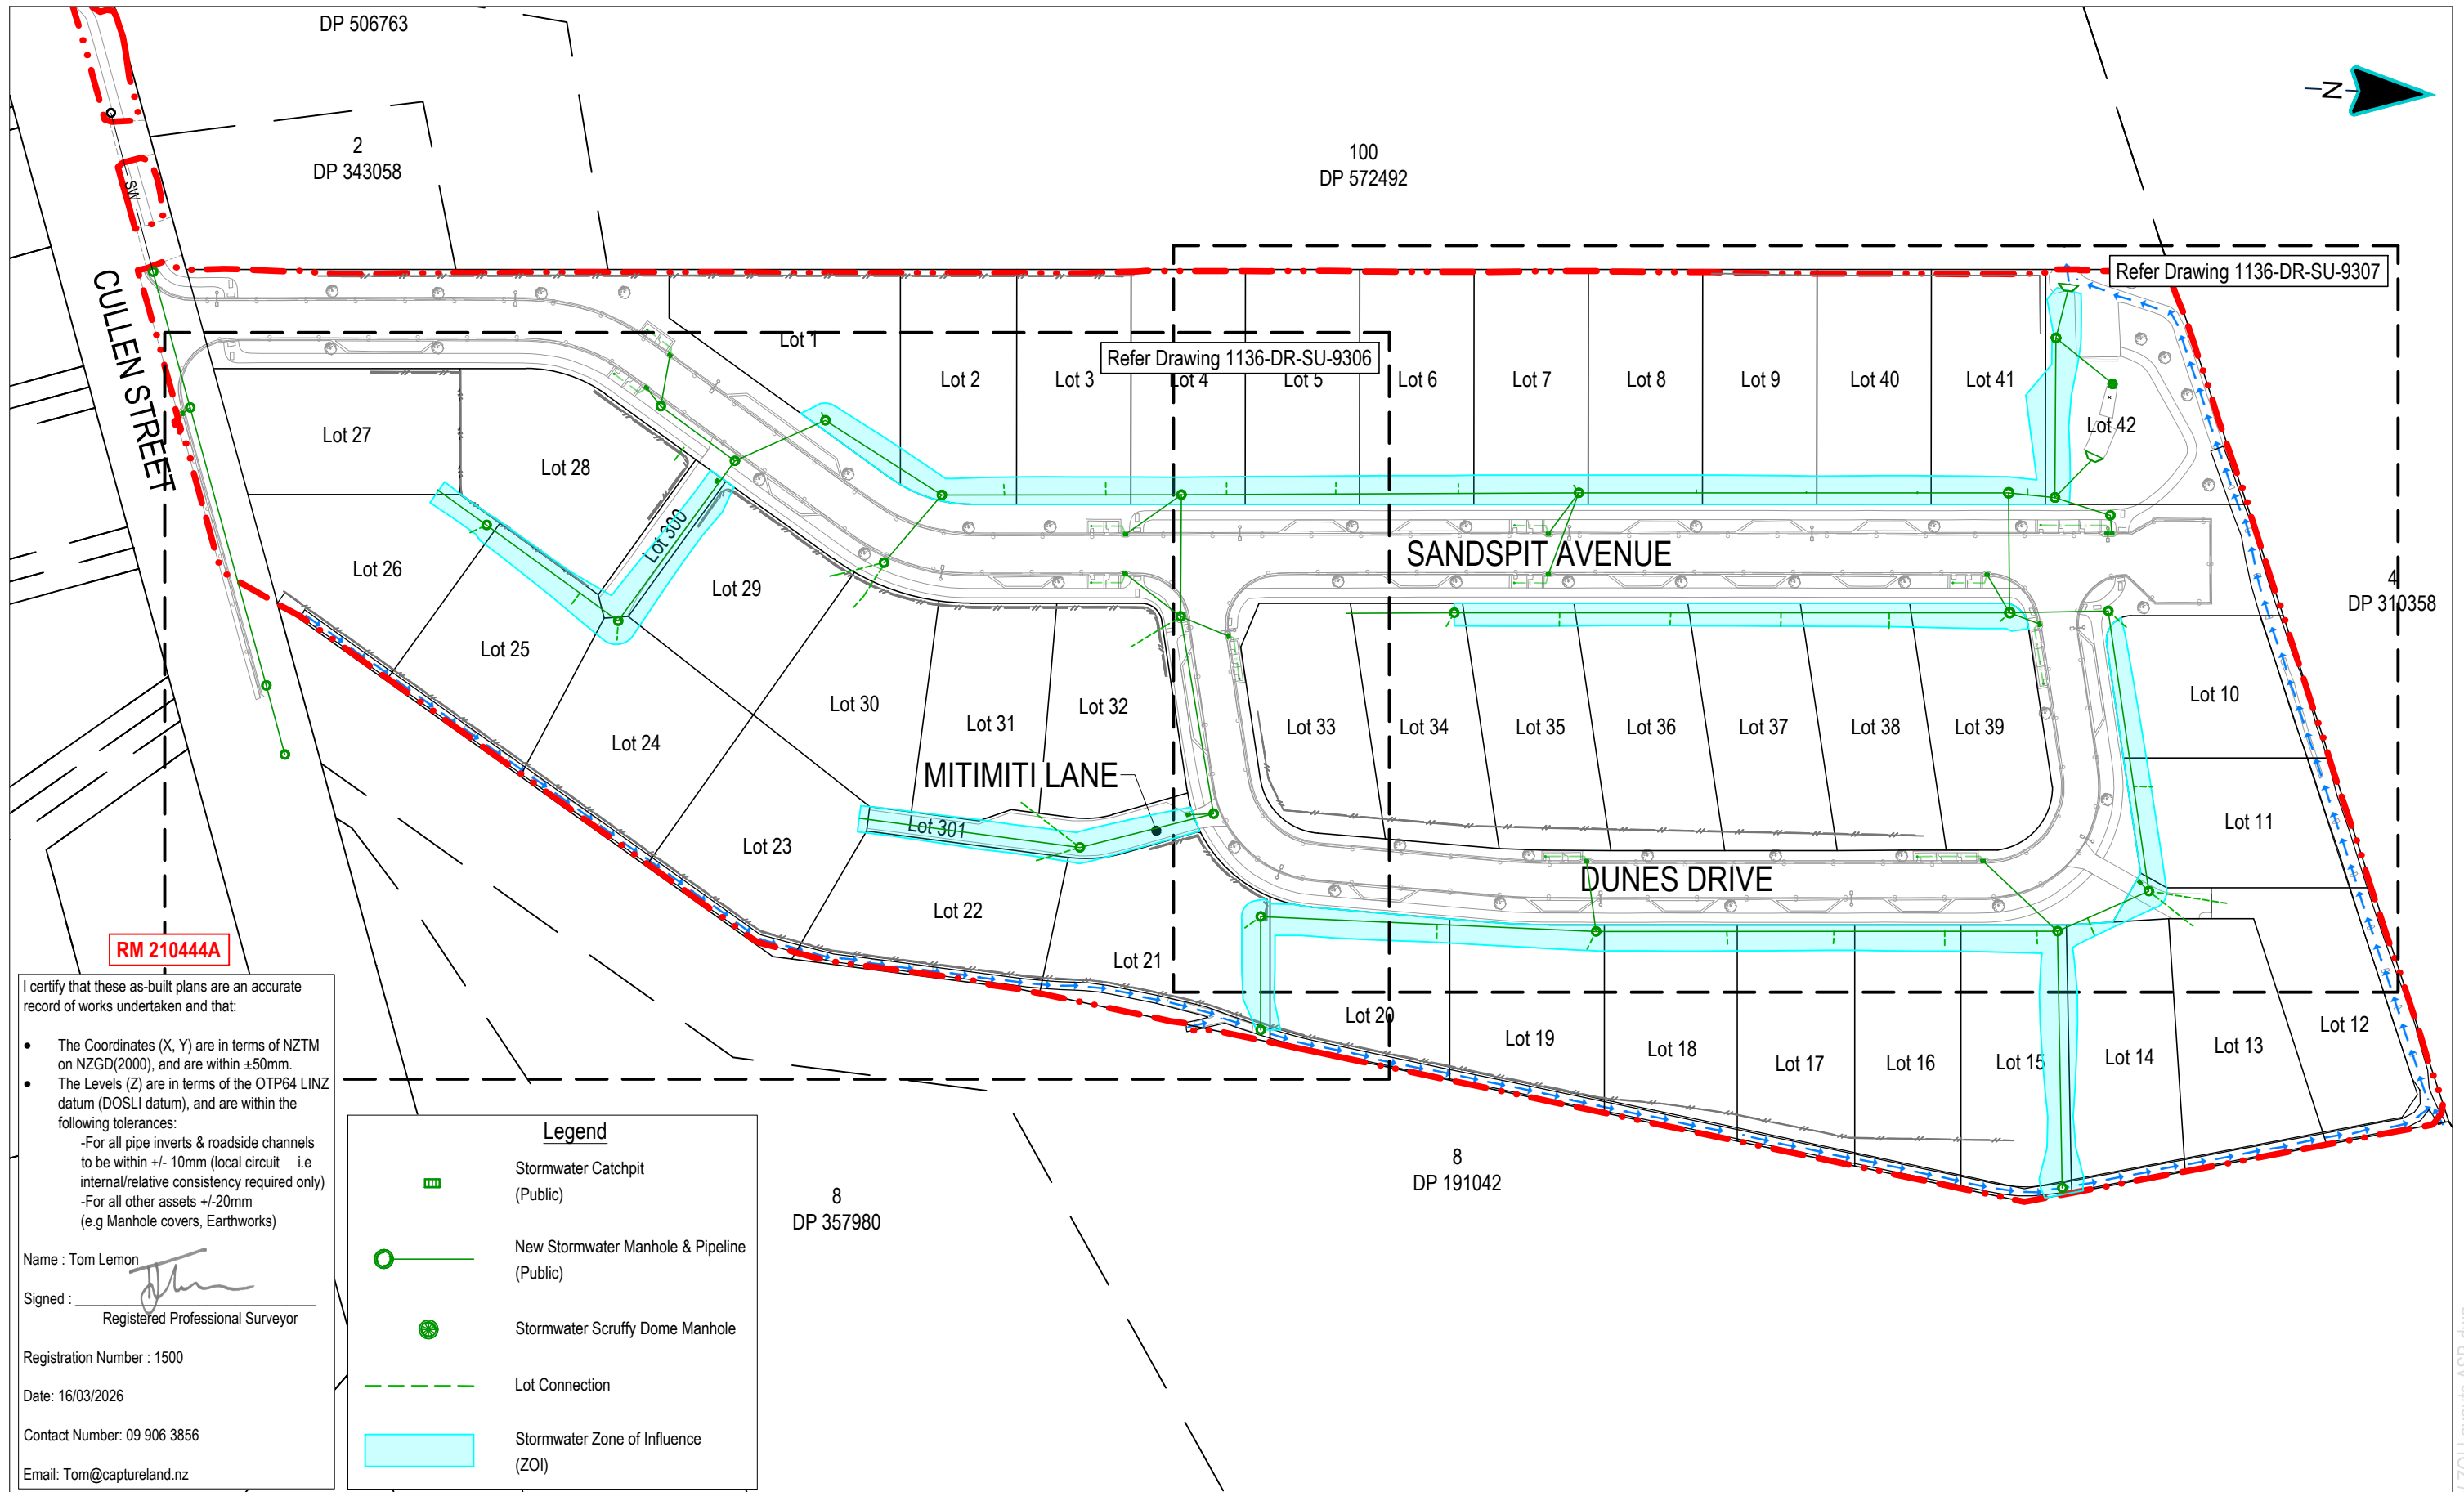 DP 506763
2
DP 343058
100
DP 572492
N
SW
Refer Drawing 1136-DR-SU-9307
CULLEN STREET
Lot 1
Refer Drawing 1136-DR-SU-9306
Lot 2
Lot 3
Lot 4
Lot 5
Lot 6
Lot 7
Lot 8
Lot 9
Lot 40
Lot 41
Lot 42
Lot 27
Lot 28
Lot 300
SANDSPIT AVENUE
Lot 26
Lot 29
4
DP 310358
Lot 25
Lot 30
Lot 31
Lot 32
Lot 33
Lot 34
Lot 35
Lot 36
Lot 37
Lot 38
Lot 39
Lot 10
Lot 24
MITIMITI LANE
Lot 301
Lot 11
Lot 23
DUNES DRIVE
Lot 22
Lot 21
Lot 20
Lot 19
Lot 18
Lot 17
Lot 16
Lot 15
Lot 14
Lot 13
Lot 12
RM 210444A
I certify that these as-built plans are an accurate
record of works undertaken and that:
• The Coordinates (X, Y) are in terms of NZTM
on NZGD(2000), and are within ±50mm.
• The Levels (Z) are in terms of the OTP64 LINZ
datum (DOSLI datum), and are within the
following tolerances:
-For all pipe inverts & roadside channels
to be within +/- 10mm (local circuit i.e
internal/relative consistency required only)
-For all other assets +/-20mm
(e.g Manhole covers, Earthworks)
Name : Tom Lemon
Signed :
Registered Professional Surveyor
Registration Number : 1500
Date: 16/03/2026
Contact Number: 09 906 3856
Email: Tom@captureland.nz
Legend
Stormwater Catchpit
(Public)
New Stormwater Manhole & Pipeline
(Public)
Stormwater Scruffy Dome Manhole
Lot Connection
Stormwater Zone of Influence
(ZOI)
8
DP 357980
8
DP 191042